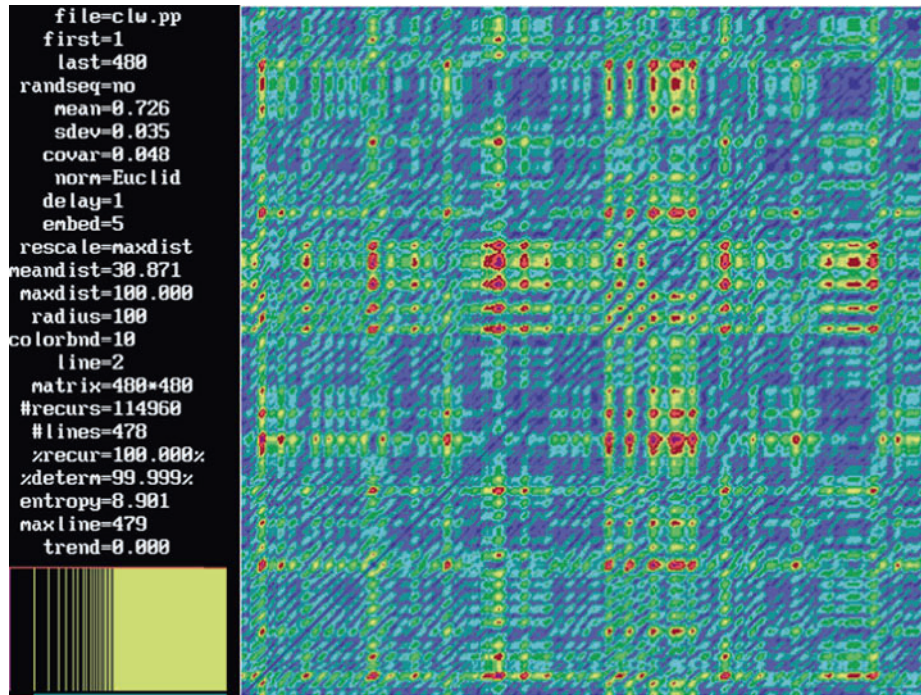 file=clw.pp
first=1
last=480
randseq=no
mean=0.726
sdev=0.035
covar=0.048
norm=Euclid
delay=1
embed=5
rescale=maxdist
meandist=30.871
maxdist=100.000
radius=100
colorbnd=10
line=2
matrix=480*480
#recurs=114960
#lines=478
%recur=100.000%
%determ=99.999%
entropy=8.901
maxline=479
trend=0.000